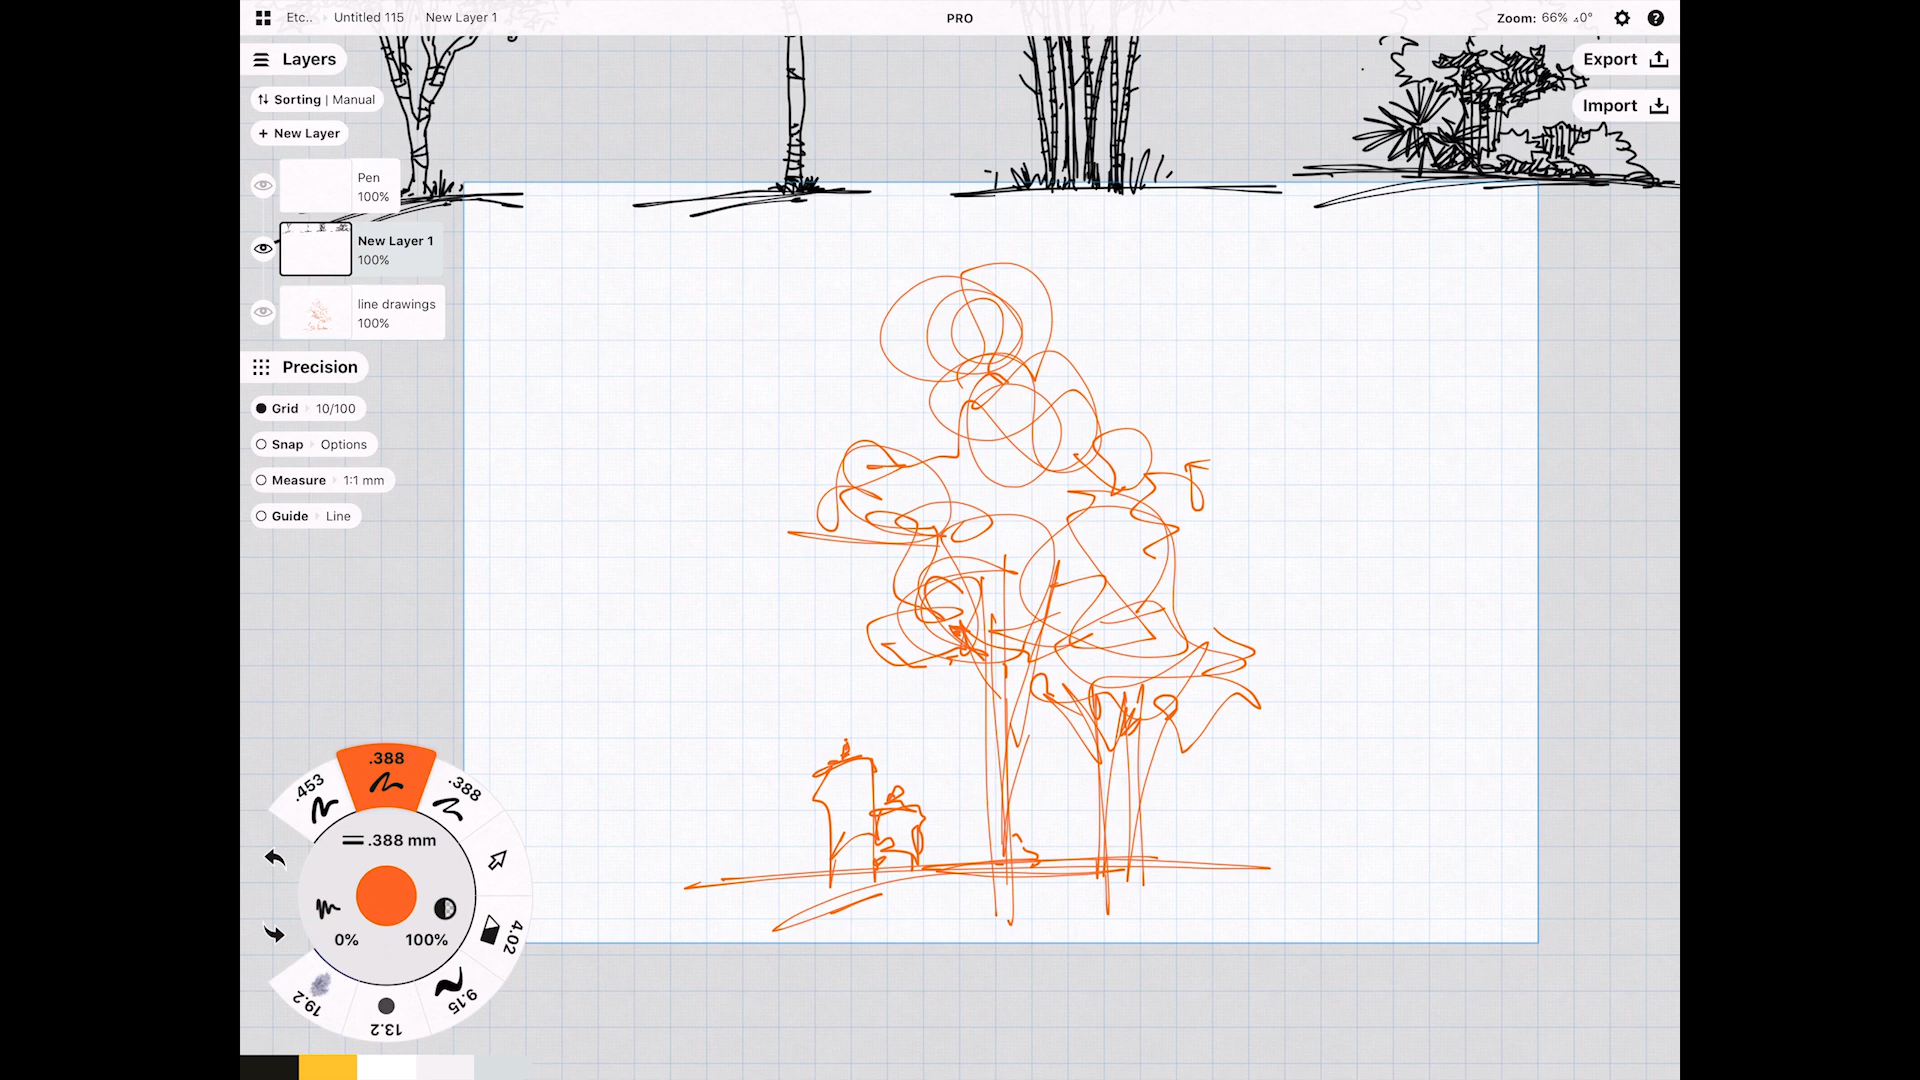 Etc.. Untitled 115 New Layer 1
PRO
Zoom: 66% ⊿0°
Layers
Export
Import
Sorting | Manual
+ New Layer
Pen
100%
New Layer 1
100%
line drawings
100%
Precision
Grid 10/100
Snap Options
Measure 1:1 mm
Guide Line
.453
.388
.388
.388 mm
0%
100%
4.02
9.15
13.2
19.2